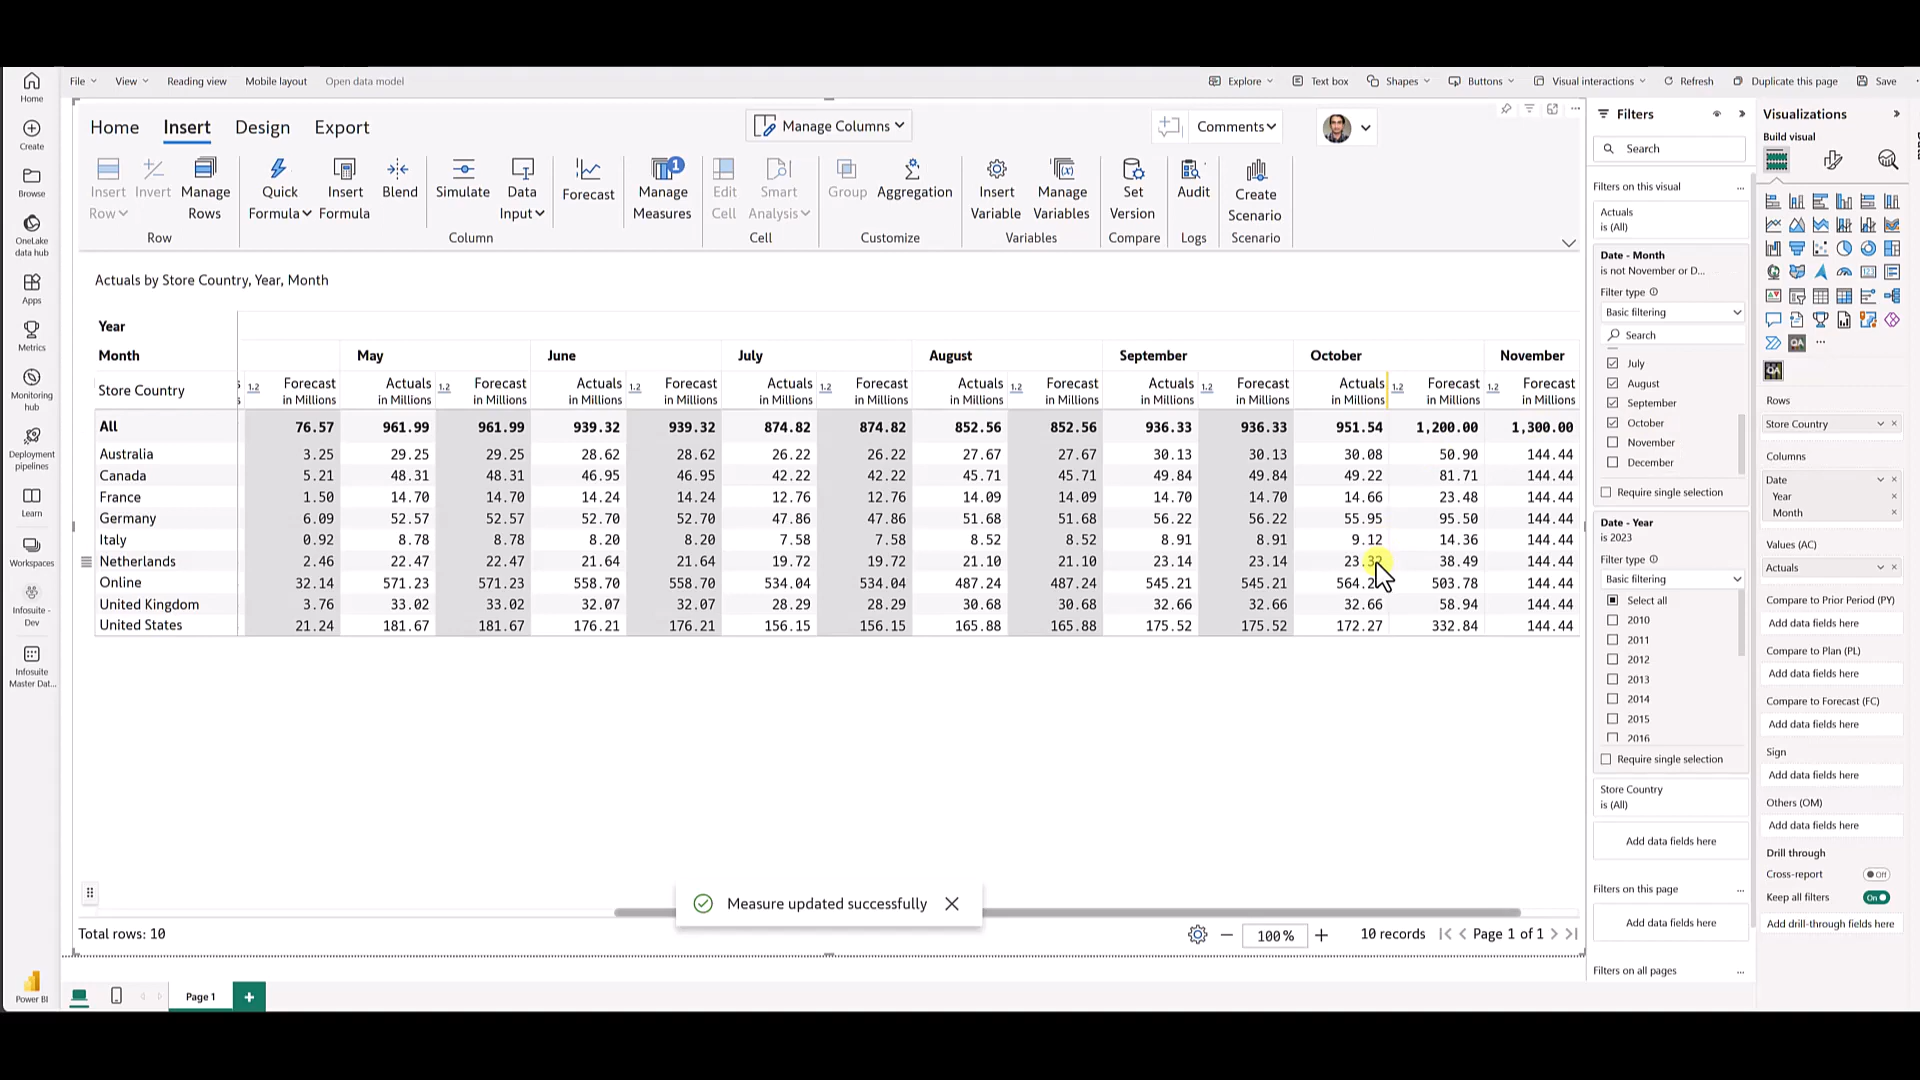 File View Reading view Mobile layout Open data model Explore Text box Shapes Buttons Visual interactions Refresh Duplicate this page Save
Home
Create
Browse
OneLake
data hub
Apps
Metrics
Monitoring
hub
Deployment
pipelines
Learn
Workspaces
Infosuite -
Dev
Infosuite
Master Dat...
Power BI
Home Insert Design Export Manage Columns Comments
Insert Row Invert Manage Rows
Row
Quick Formula Insert Formula Blend Simulate Data Input Forecast Manage Measures 1
Column
Edit Cell Smart Analysis
Cell
Group Aggregation
Customize
Insert Variable Manage Variables
Variables
Set Version
Compare
Audit
Logs
Create Scenario
Scenario
Actuals by Store Country, Year, Month
Year
Month May June July August September October November
Store Country 1.2 Forecast in Millions Actuals in Millions 1.2 Forecast in Millions Actuals in Millions 1.2 Forecast in Millions Actuals in Millions 1.2 Forecast in Millions Actuals in Millions 1.2 Forecast in Millions Actuals in Millions 1.2 Forecast in Millions Actuals in Millions 1.2 Forecast in Millions 1.2 Forecast in Millions
All 76.57 961.99 961.99 939.32 939.32 874.82 874.82 852.56 852.56 936.33 936.33 951.54 1,200.00 1,300.00
Australia 3.25 29.25 29.25 28.62 28.62 26.22 26.22 27.67 27.67 30.13 30.13 30.08 50.90 144.44
Canada 5.21 48.31 48.31 46.95 46.95 42.22 42.22 45.71 45.71 49.84 49.84 49.22 81.71 144.44
France 1.50 14.70 14.70 14.24 14.24 12.76 12.76 14.09 14.09 14.70 14.70 14.66 23.48 144.44
Germany 6.09 52.57 52.57 52.70 52.70 47.86 47.86 51.68 51.68 56.22 56.22 55.95 95.50 144.44
Italy 0.92 8.78 8.78 8.20 8.20 7.58 7.58 8.52 8.52 8.91 8.91 9.12 14.36 144.44
Netherlands 2.46 22.47 22.47 21.64 21.64 19.72 19.72 21.10 21.10 23.14 23.14 38.49 144.44
Online 32.14 571.23 571.23 558.70 558.70 534.04 534.04 487.24 487.24 545.21 545.21 503.78 144.44
United Kingdom 3.76 33.02 33.02 32.07 32.07 28.29 28.29 30.68 30.68 32.66 32.66 32.66 58.94 144.44
United States 21.24 181.67 181.67 176.21 176.21 156.15 156.15 165.88 165.88 175.52 175.52 172.27 332.84 144.44
Measure updated successfully
Total rows: 10 100% 10 records Page 1 of 1
Page 1
Filters
Search
Filters on this visual ...
Actuals
is (All)
Date - Month
is not November or D...
Filter type
Basic filtering
Search
July
August
September
October
November
December
Require single selection
Date - Year
is 2023
Filter type
Basic filtering
Select all
2010
2011
2012
2013
2014
2015
2016
Require single selection
Store Country
is (All)
Add data fields here
Filters on this page ...
Add data fields here
Filters on all pages ...
Visualizations
Build visual
Rows
Store Country
Columns
Date
Year
Month
Values (AC)
Actuals
Compare to Prior Period (PY)
Add data fields here
Compare to Plan (PL)
Add data fields here
Compare to Forecast (FC)
Add data fields here
Sign
Add data fields here
Others (OM)
Add data fields here
Drill through
Cross-report Off
Keep all filters On
Add drill-through fields here